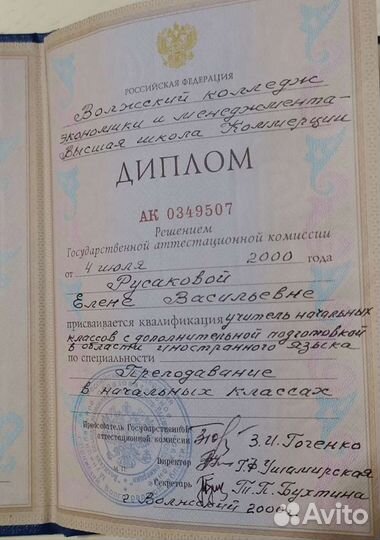 РОССИЙСКАЯ ФЕДЕРАЦИЯ
Волжский колледж
экономики и менеджмента-
Высшая школа Коммерции
ДИПЛОМ
АК 0349507
Решением
Государственной аттестационной комиссии
от 4 июля 2000 года
Русаковой
Елене Васильевне
присваивается квалификация учитель начальных
классов с дополнительной подготовкой
в области иностранного языка
по специальности
Преподавание
в начальных классах
Председатель Государственной
аттестационной комиссии З.И. Гогенко
Директор Г.Ф. Ушамирская
М.П.
Секретарь Т.П. Бухтина
г. Волжский 2000
Avito